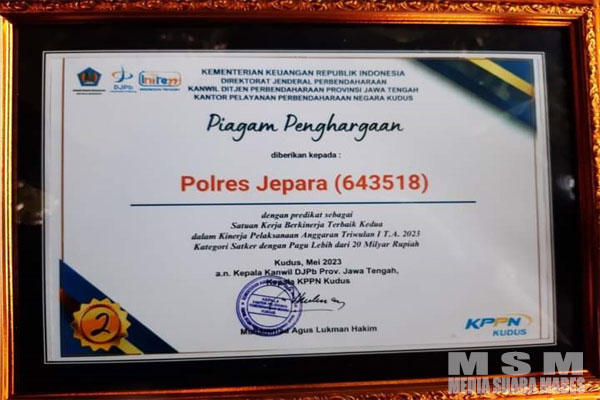 KEMENTERIAN KEUANGAN REPUBLIK INDONESIA
DIREKTORAT JENDERAL PERBENDAHARAAN
KANWIL DITJEN PERBENDAHARAAN PROVINSI JAWA TENGAH
KANTOR PELAYANAN PERBENDAHARAAN NEGARA KUDUS
DJPb
Piagam Penghargaan
diberikan kepada :
Polres Jepara (643518)
dengan predikat sebagai
Satuan Kerja Berkinerja Terbaik Kedua
dalam Kinerja Pelaksanaan Anggaran Triwulan I T.A. 2023
Kategori Satker dengan Pagu Lebih dari 20 Milyar Rupiah
Kudus, Mei 2023
a.n. Kepala Kanwil DJPb Prov. Jawa Tengah,
Kepala KPPN Kudus
Agus Lukman Hakim
2
KPPN
KUDUS
MSM
MEDIA SUARA MABES